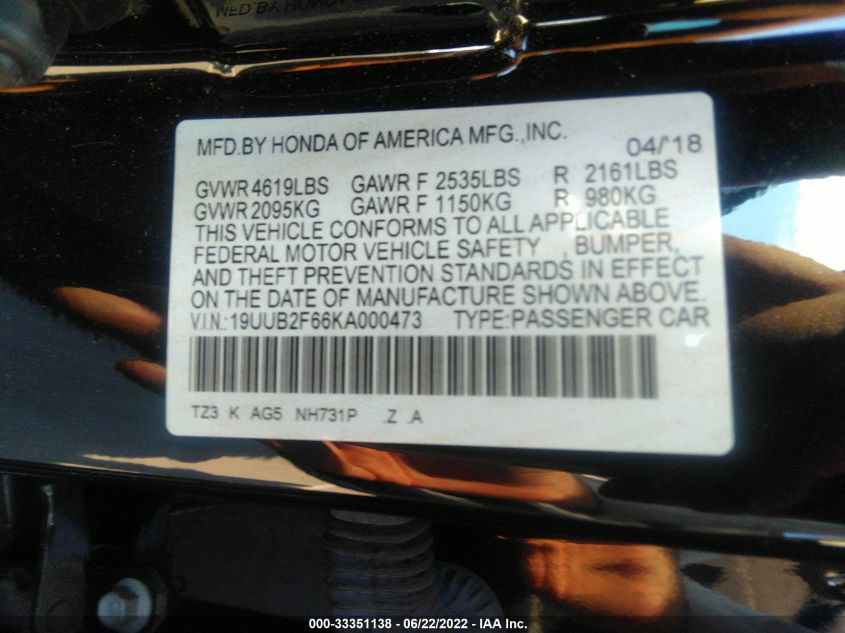 MFD.BY HONDA OF AMERICA MFG.,INC. 04/'18
GVWR 4619LBS GAWR F 2535LBS R 2161LBS
GVWR 2095KG GAWR F 1150KG R 980KG
THIS VEHICLE CONFORMS TO ALL APPLICABLE
FEDERAL MOTOR VEHICLE SAFETY , BUMPER,
AND THEFT PREVENTION STANDARDS IN EFFECT
ON THE DATE OF MANUFACTURE SHOWN ABOVE.
V.I.N.:19UUB2F66KA000473 TYPE:PASSENGER CAR
TZ3 K AG5 NH731P .Z .A
000-33351138 - 06/22/2022 - IAA Inc.